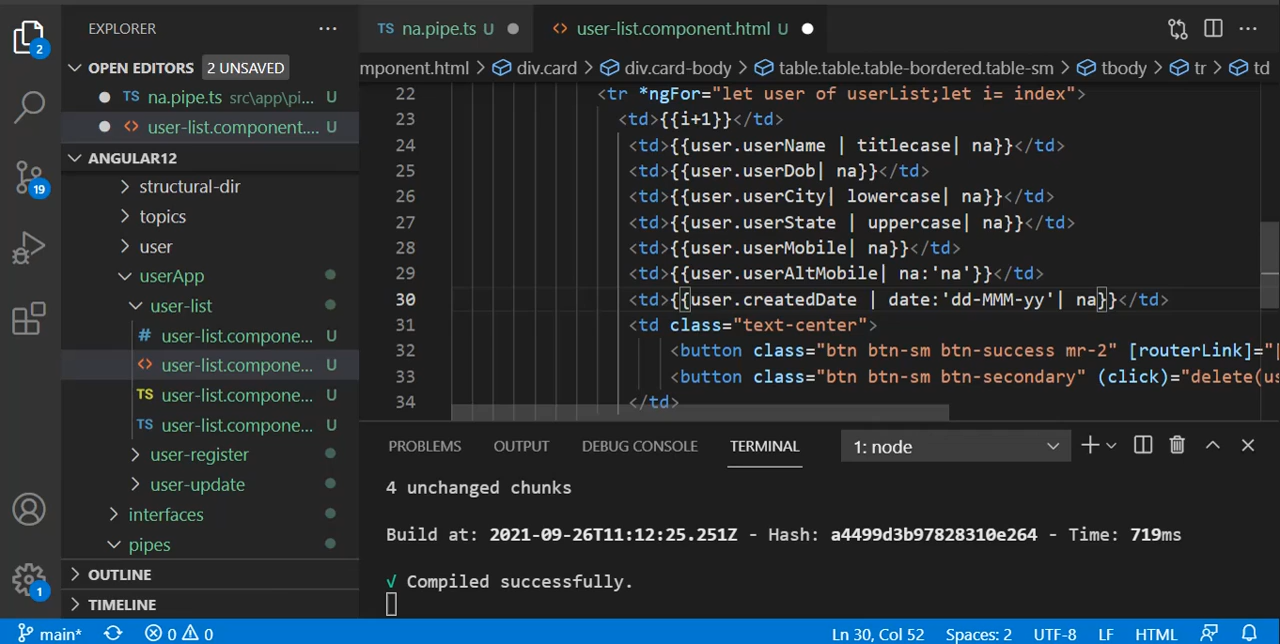 EXPLORER
···
2
OPEN EDITORS 2 UNSAVED
TS na.pipe.ts src\app\pi... U
<> user-list.component.... U
ANGULAR12
structural-dir
topics
user
userApp
user-list
# user-list.compone... U
<> user-list.compone... U
TS user-list.compone... U
TS user-list.compone... U
user-register
user-update
interfaces
pipes
OUTLINE
TIMELINE
19
1
TS na.pipe.ts U
<> user-list.component.html U
···
mponent.html > div.card > div.card-body > table.table.table-bordered.table-sm > tbody > tr > td
22 <tr *ngFor="let user of userList;let i= index">
23 <td>{{i+1}}</td>
24 <td>{{user.userName | titlecase| na}}</td>
25 <td>{{user.userDob| na}}</td>
26 <td>{{user.userCity| lowercase| na}}</td>
27 <td>{{user.userState | uppercase| na}}</td>
28 <td>{{user.userMobile| na}}</td>
29 <td>{{user.userAltMobile| na:'na'}}</td>
30 <td>{{user.createdDate | date:'dd-MMM-yy'| na}}</td>
31 <td class="text-center">
32 <button class="btn btn-sm btn-success mr-2" [routerLink]="
33 <button class="btn btn-sm btn-secondary" (click)="delete(us
34 </td>
PROBLEMS OUTPUT DEBUG CONSOLE TERMINAL 1: node
4 unchanged chunks
Build at: 2021-09-26T11:12:25.251Z - Hash: a4499d3b97828310e264 - Time: 719ms
√ Compiled successfully.
main* 0 0 Ln 30, Col 52 Spaces: 2 UTF-8 LF HTML